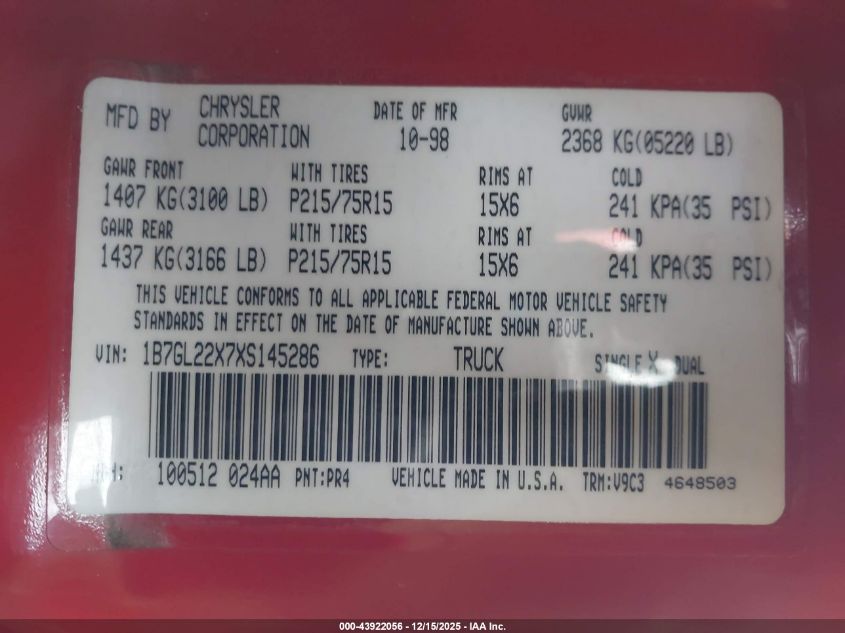 MFD BY CHRYSLER CORPORATION DATE OF MFR 10-98 GVWR 2368 KG(05220 LB)
GAWR FRONT WITH TIRES RIMS AT COLD
1407 KG(3100 LB) P215/75R15 15X6 241 KPA(35 PSI)
GAWR REAR WITH TIRES RIMS AT COLD
1437 KG(3166 LB) P215/75R15 15X6 241 KPA(35 PSI)
THIS VEHICLE CONFORMS TO ALL APPLICABLE FEDERAL MOTOR VEHICLE SAFETY
STANDARDS IN EFFECT ON THE DATE OF MANUFACTURE SHOWN ABOVE.
VIN: 1B7GL22X7XS145286 TYPE: TRUCK SINGLE X DUAL
100512 024AA PNT:PR4 VEHICLE MADE IN U.S.A. TRM:V9C3 4648503
000-43922056 - 12/15/2025 - IAA Inc.